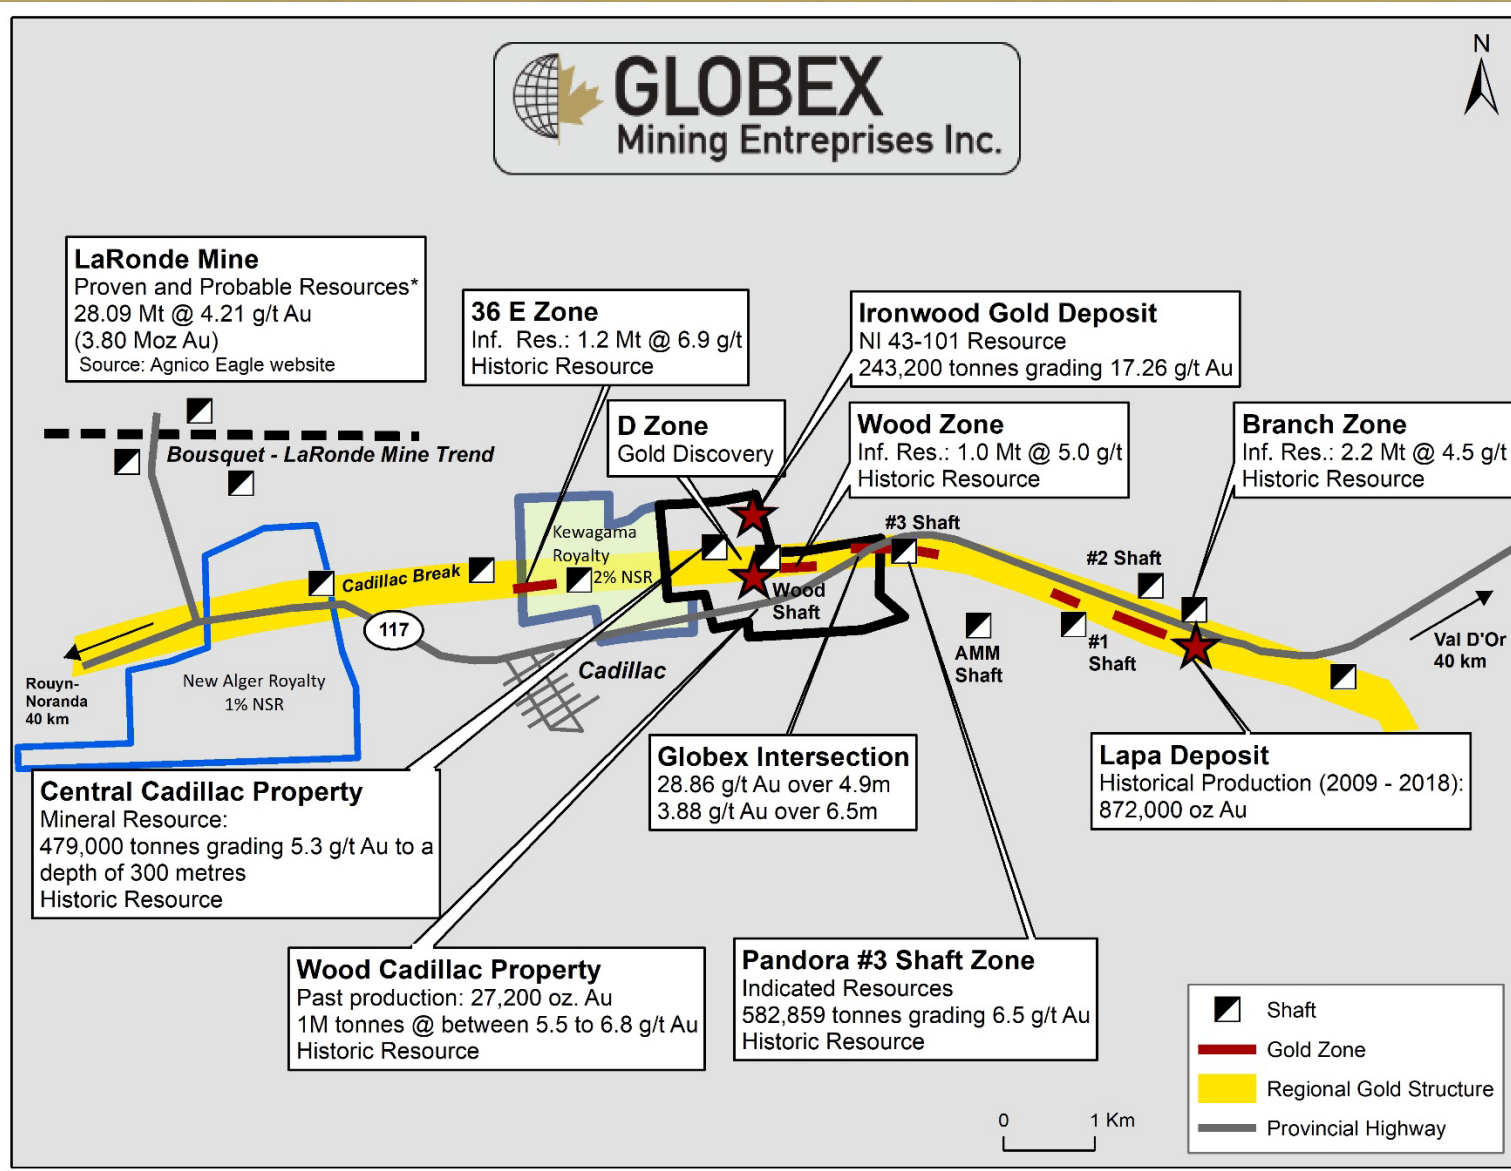 N
GLOBEX
Mining Entreprises Inc.
LaRonde Mine
Proven and Probable Resources*
28.09 Mt @ 4.21 g/t Au
(3.80 Moz Au)
Source: Agnico Eagle website
36 E Zone
Inf. Res.: 1.2 Mt @ 6.9 g/t
Historic Resource
Ironwood Gold Deposit
NI 43-101 Resource
243,200 tonnes grading 17.26 g/t Au
D Zone
Gold Discovery
Wood Zone
Inf. Res.: 1.0 Mt @ 5.0 g/t
Historic Resource
Branch Zone
Inf. Res.: 2.2 Mt @ 4.5 g/t
Historic Resource
Bousquet - LaRonde Mine Trend
Kewagama
Royalty
2% NSR
#3 Shaft
#2 Shaft
Cadillac Break
Wood
Shaft
117
AMM
Shaft
#1
Shaft
Val D'Or
40 km
Rouyn-
Noranda
40 km
New Alger Royalty
1% NSR
Cadillac
Central Cadillac Property
Mineral Resource:
479,000 tonnes grading 5.3 g/t Au to a
depth of 300 metres
Historic Resource
Globex Intersection
28.86 g/t Au over 4.9m
3.88 g/t Au over 6.5m
Lapa Deposit
Historical Production (2009 - 2018):
872,000 oz Au
Wood Cadillac Property
Past production: 27,200 oz. Au
1M tonnes @ between 5.5 to 6.8 g/t Au
Historic Resource
Pandora #3 Shaft Zone
Indicated Resources
582,859 tonnes grading 6.5 g/t Au
Historic Resource
Shaft
Gold Zone
Regional Gold Structure
Provincial Highway
0 1 Km